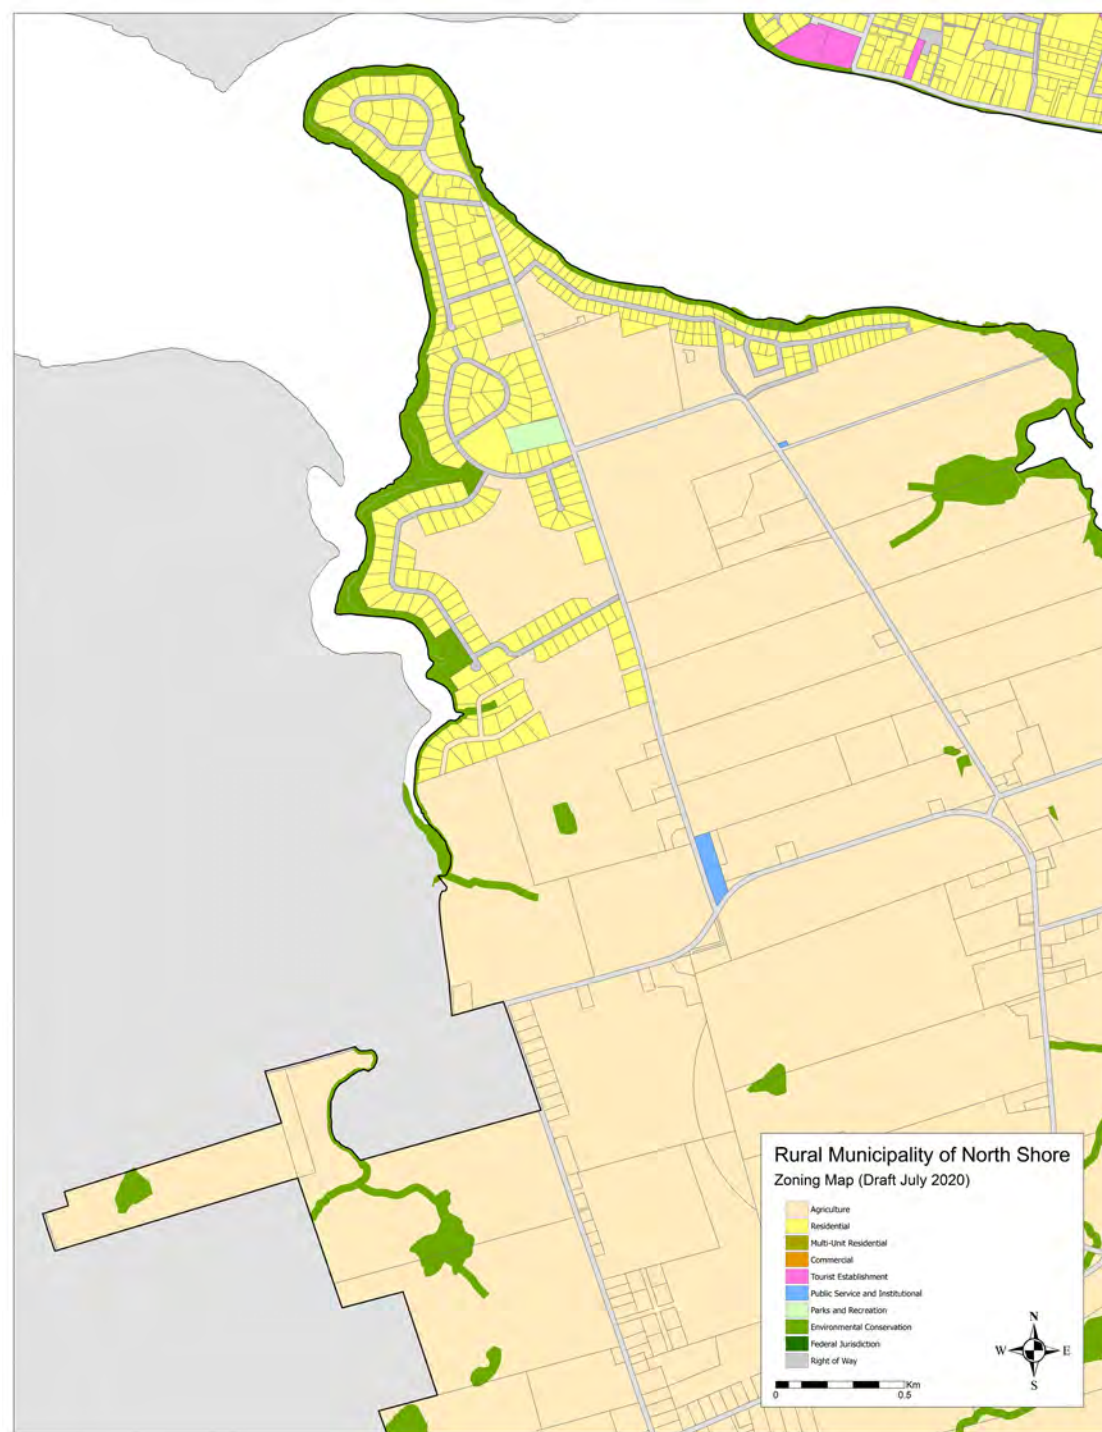 Rural Municipality of North Shore
Zoning Map (Draft July 2020)
Agriculture
Residential
Multi-Unit Residential
Commercial
Tourist Establishment
Public Service and Institutional
Parks and Recreation
Environmental Conservation
Federal Jurisdiction
Right of Way
N
W E
S
Km
0 0.5